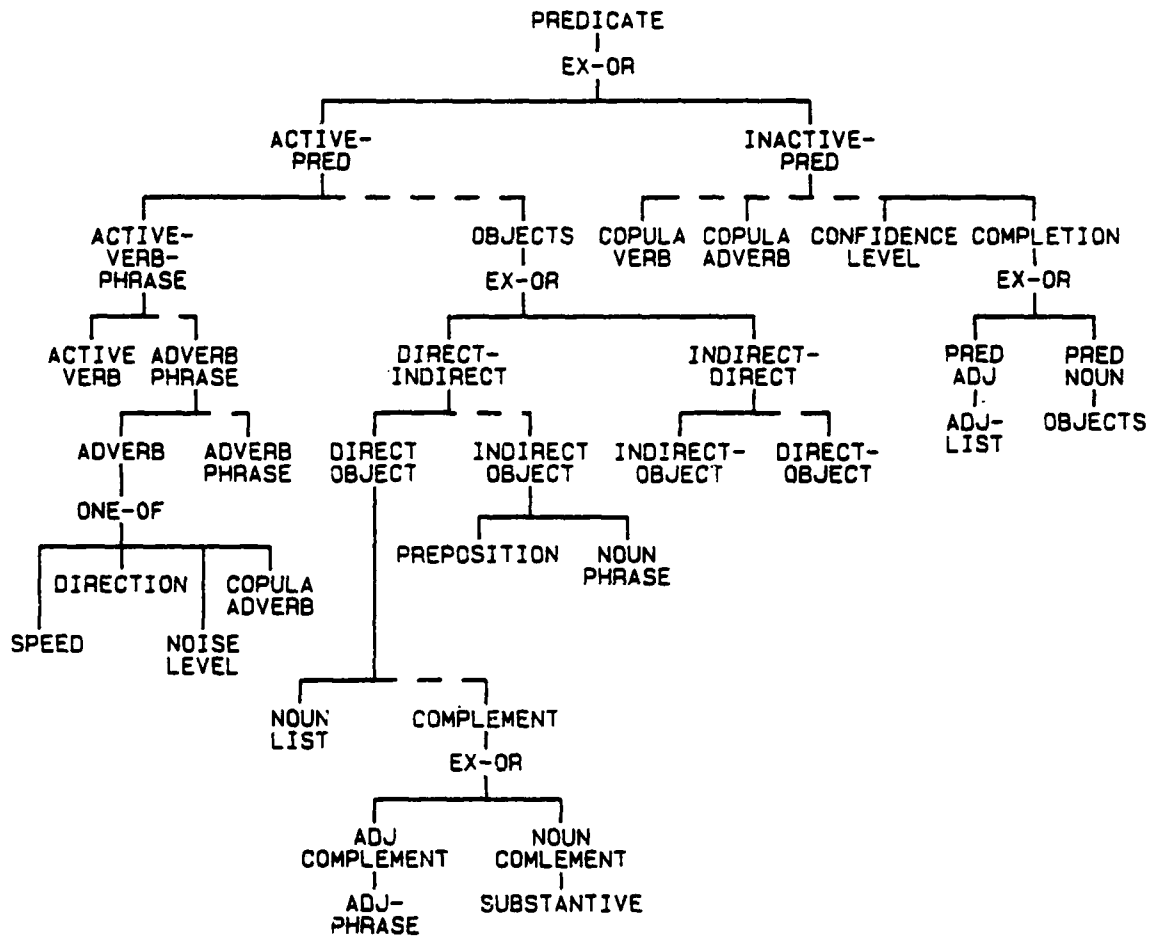 PREDICATE
EX-OR
ACTIVE-
PRED
INACTIVE-
PRED
ACTIVE-
VERB-
PHRASE
OBJECTS
EX-OR
COPULA
VERB
COPULA
ADVERB
CONFIDENCE
LEVEL
COMPLETION
EX-OR
ACTIVE
VERB
ADVERB
PHRASE
DIRECT-
INDIRECT
INDIRECT-
DIRECT
PRED
ADJ
PRED
NOUN
ADJ-
LIST
OBJECTS
ADVERB
ADVERB
PHRASE
DIRECT
OBJECT
INDIRECT
OBJECT
INDIRECT-
OBJECT
DIRECT-
OBJECT
ONE-OF
PREPOSITION
NOUN
PHRASE
DIRECTION
COPULA
ADVERB
SPEED
NOISE
LEVEL
NOUN
LIST
COMPLEMENT
EX-OR
ADJ
COMPLEMENT
NOUN
COMLEMENT
ADJ-
PHRASE
SUBSTANTIVE